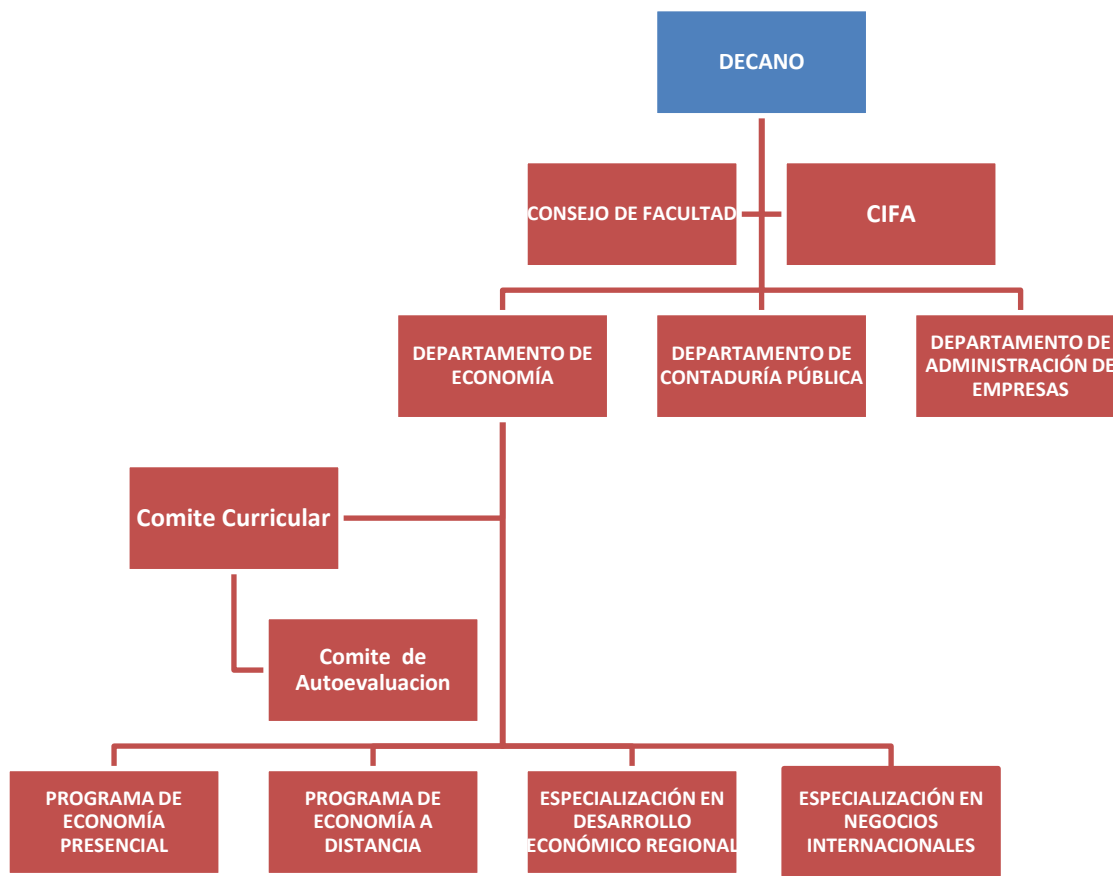 DECANO
CONSEJO DE FACULTAD
CIFA
DEPARTAMENTO DE
ECONOMÍA
DEPARTAMENTO DE
CONTADURÍA PÚBLICA
DEPARTAMENTO DE
ADMINISTRACIÓN DE
EMPRESAS
Comite Curricular
Comite de
Autoevaluacion
PROGRAMA DE
ECONOMÍA
PRESENCIAL
PROGRAMA DE
ECONOMÍA A
DISTANCIA
ESPECIALIZACIÓN EN
DESARROLLO
ECONÓMICO REGIONAL
ESPECIALIZACIÓN EN
NEGOCIOS
INTERNACIONALES